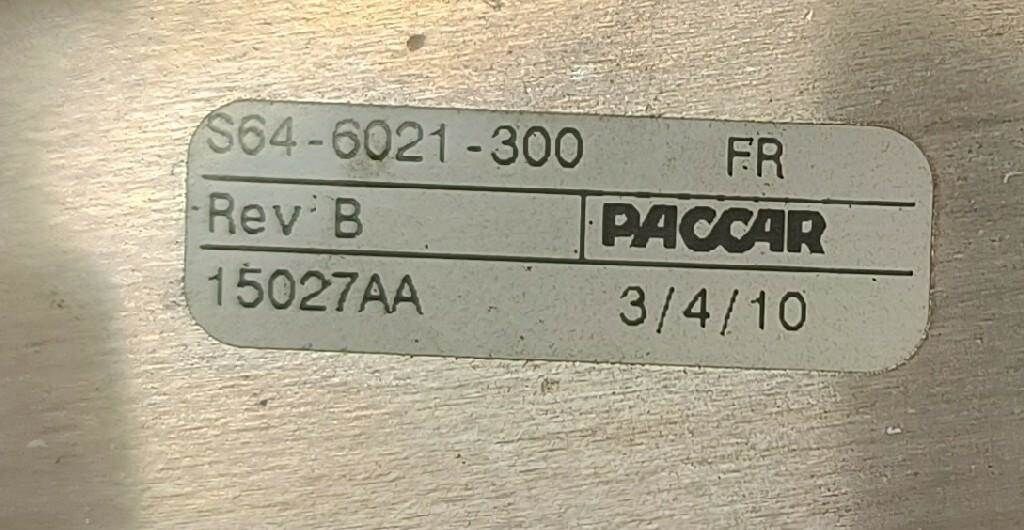 S64-6021-300 FR
Rev B PACCAR
15027AA 3/4/10